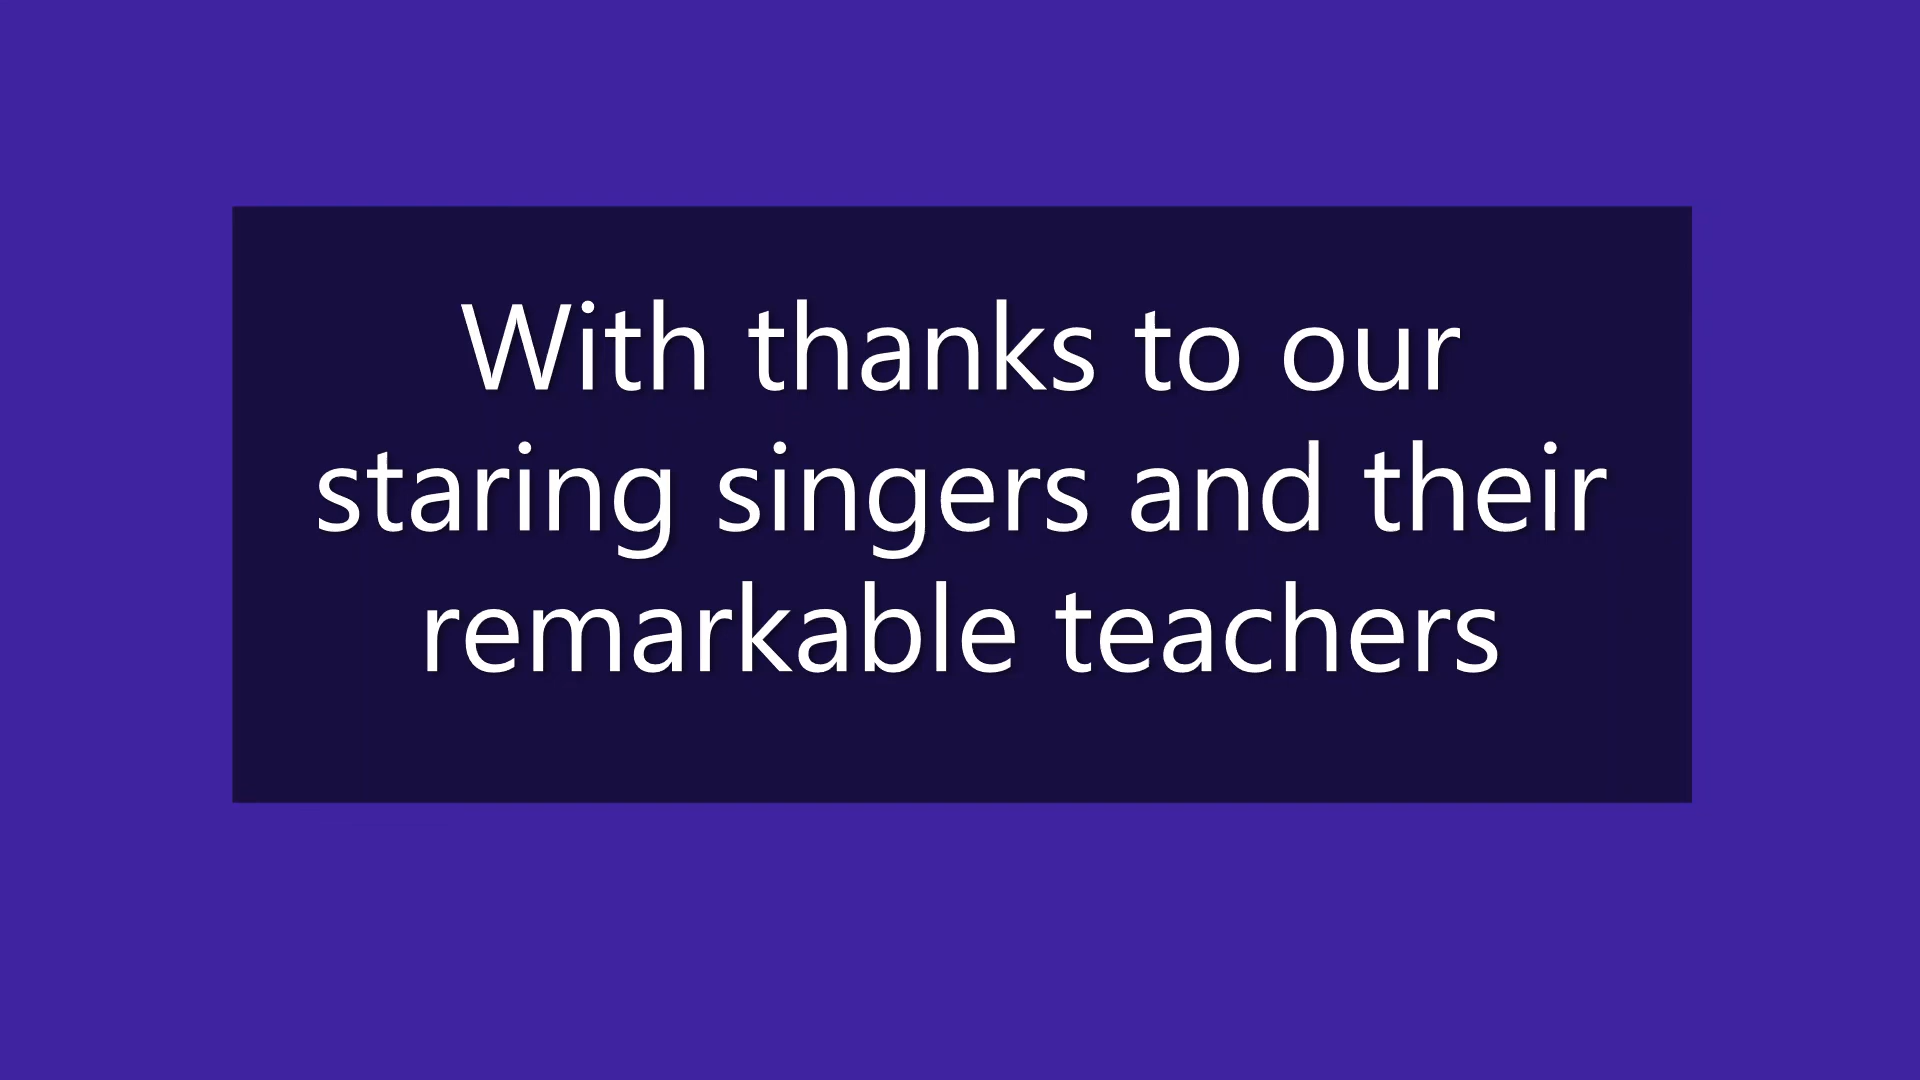 With thanks to our
staring singers and their
remarkable teachers